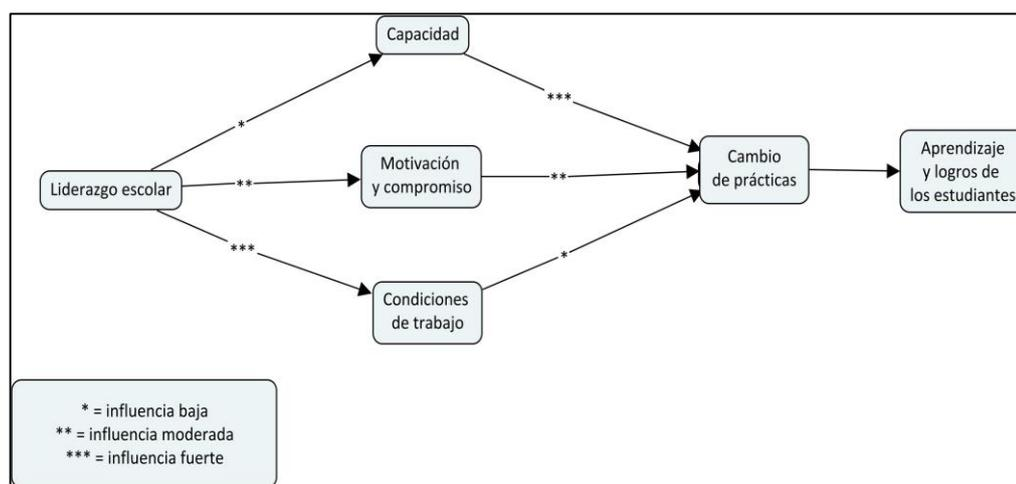 Capacidad
***
*
Motivación
y compromiso
Cambio
de prácticas
Aprendizaje
y logros de
los estudiantes
Liderazgo escolar
**
**
***
*
Condiciones
de trabajo
* = influencia baja
** = influencia moderada
*** = influencia fuerte